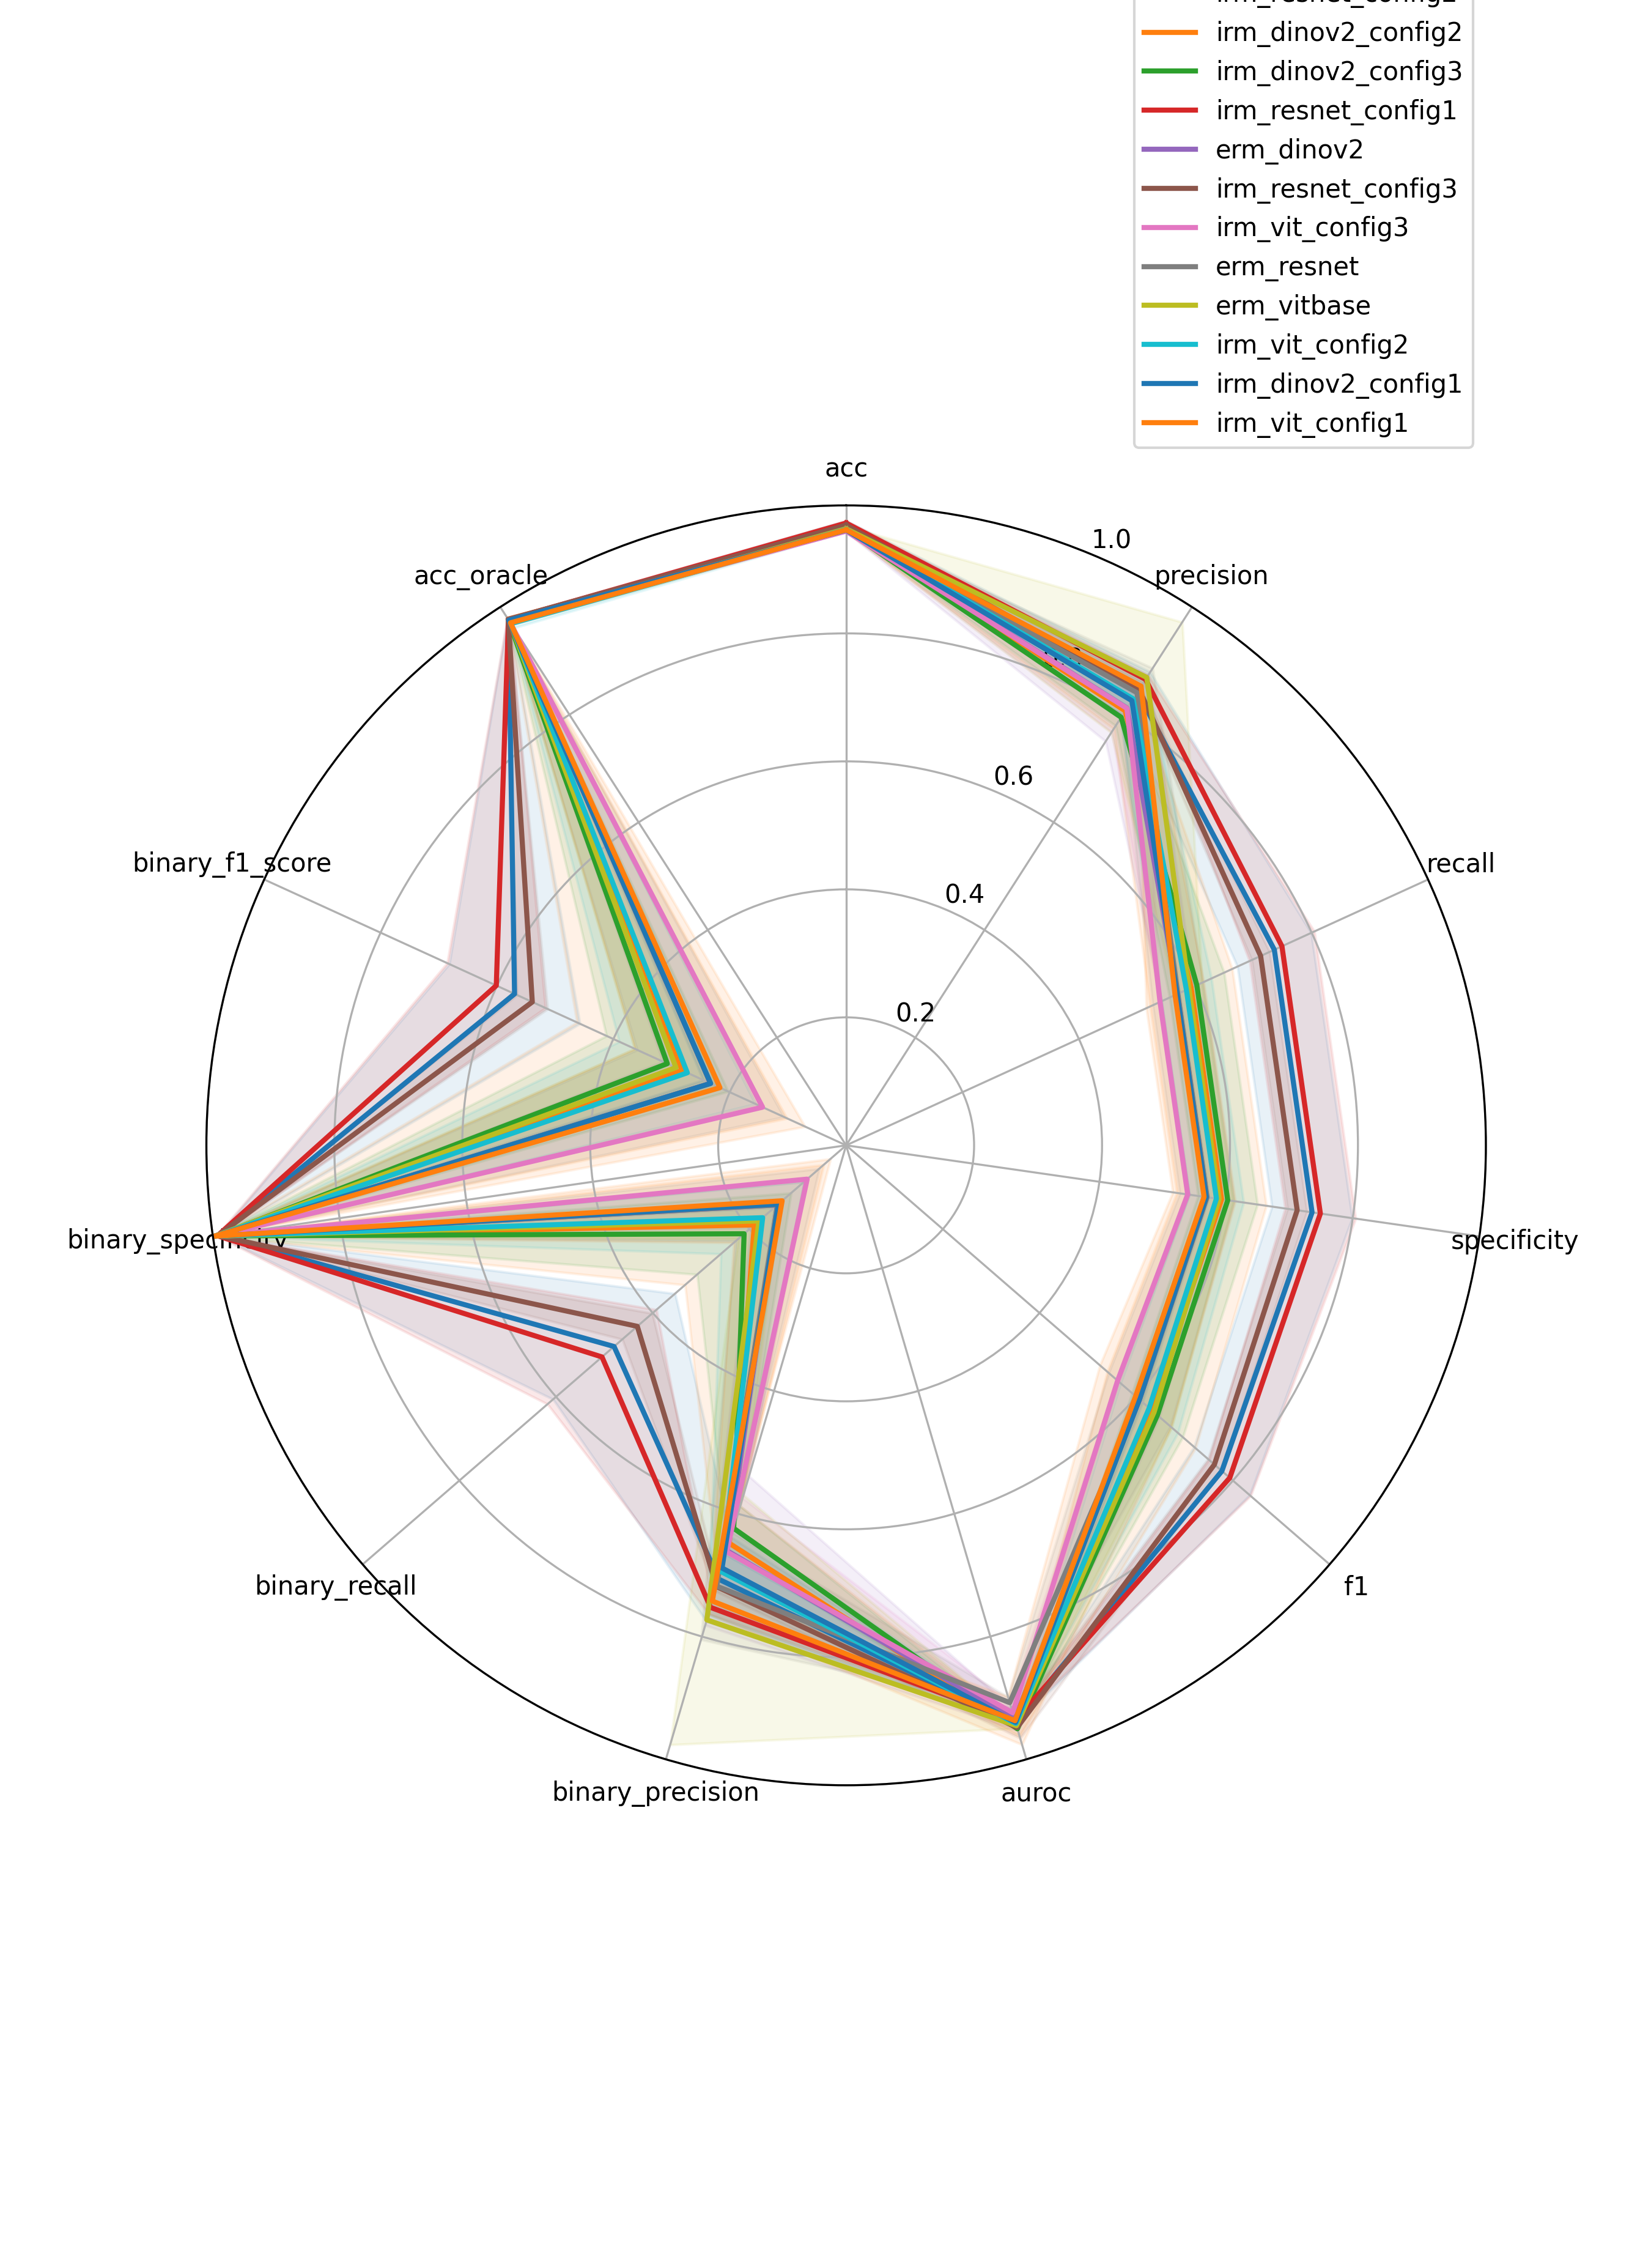 irm_dinov2_config2
irm_dinov2_config3
irm_resnet_config1
erm_dinov2
irm_resnet_config3
irm_vit_config3
erm_resnet
erm_vitbase
irm_vit_config2
irm_dinov2_config1
irm_vit_config1
acc
1.0
acc_oracle
precision
0.6
binary_f1_score
recall
0.4
0.2
binary_specificity
specificity
binary_recall
f1
binary_precision
auroc